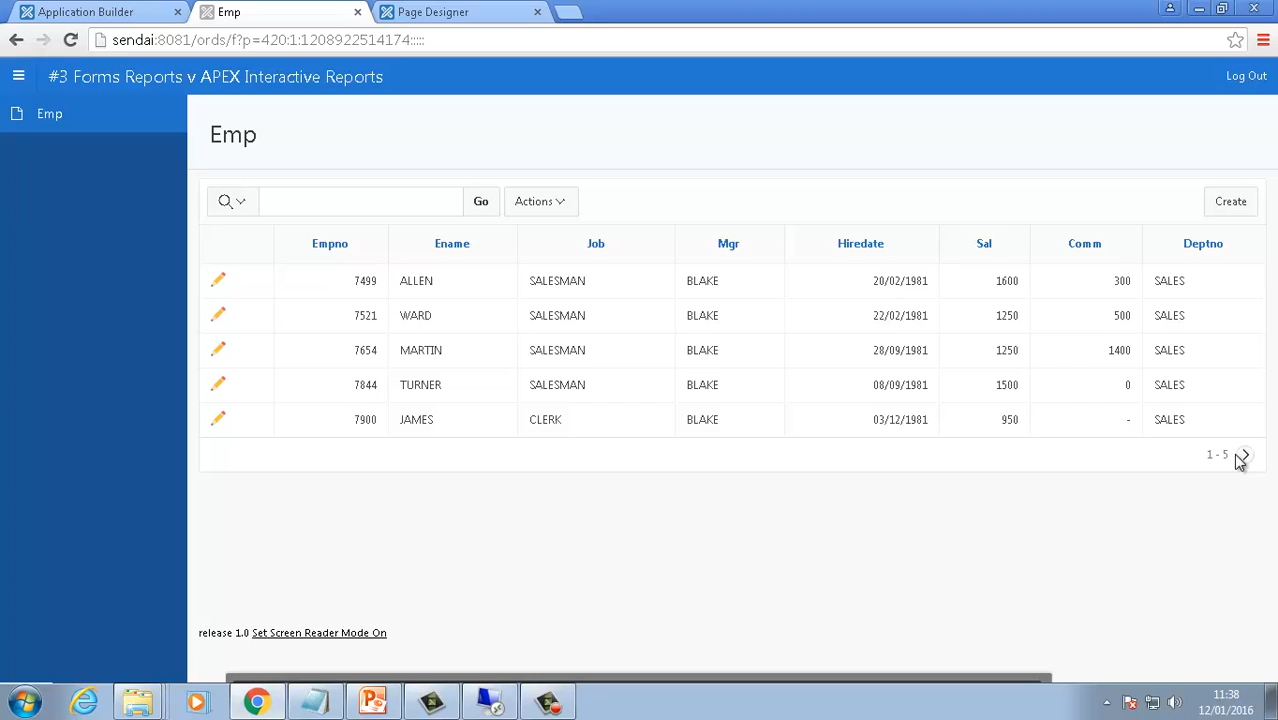 Application Builder
Emp
Page Designer
sendai:8081/ords/f?p=420:1:1208922514174:::::
#3 Forms Reports v APEX Interactive Reports
Log Out
Emp
Emp
Go
Actions
Create
Empno Ename Job Mgr Hiredate Sal Comm Deptno
7499 ALLEN SALESMAN BLAKE 20/02/1981 1600 300 SALES
7521 WARD SALESMAN BLAKE 22/02/1981 1250 500 SALES
7654 MARTIN SALESMAN BLAKE 28/09/1981 1250 1400 SALES
7844 TURNER SALESMAN BLAKE 08/09/1981 1500 0 SALES
7900 JAMES CLERK BLAKE 03/12/1981 950 - SALES
1 - 5
release 1.0 Set Screen Reader Mode On
11:38
12/01/2016